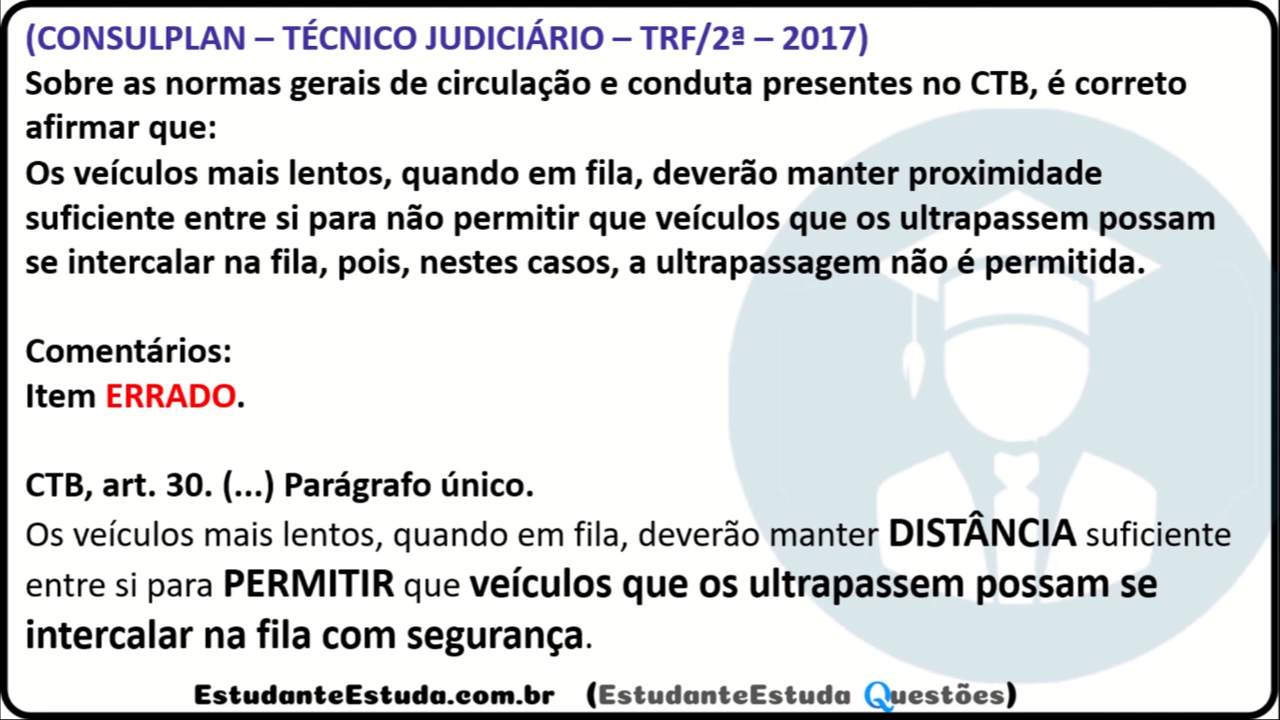 (CONSULPLAN – TÉCNICO JUDICIÁRIO – TRF/2ª – 2017)
Sobre as normas gerais de circulação e conduta presentes no CTB, é correto
afirmar que:
Os veículos mais lentos, quando em fila, deverão manter proximidade
suficiente entre si para não permitir que veículos que os ultrapassem possam
se intercalar na fila, pois, nestes casos, a ultrapassagem não é permitida.
Comentários:
Item ERRADO.
CTB, art. 30. (...) Parágrafo único.
Os veículos mais lentos, quando em fila, deverão manter DISTÂNCIA suficiente
entre si para PERMITIR que veículos que os ultrapassem possam se
intercalar na fila com segurança.
EstudanteEstuda.com.br (EstudanteEstuda Questões)